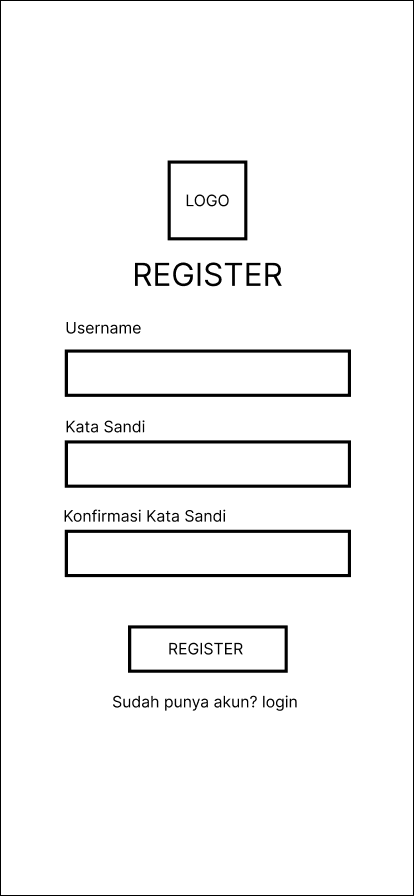 LOGO
REGISTER
Username
Kata Sandi
Konfirmasi Kata Sandi
REGISTER
Sudah punya akun? login